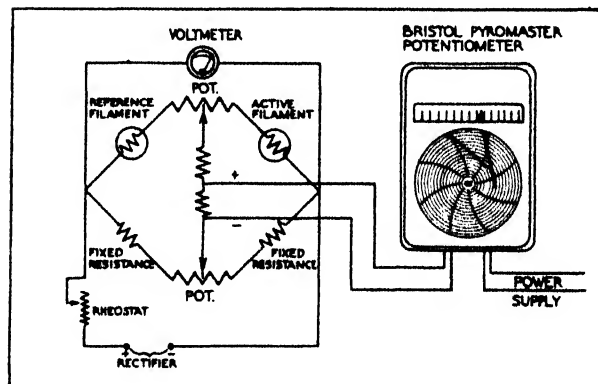 VOLTMETER
BRISTOL PYROMASTER
POTENTIOMETER
POT.
REFERENCE
FILAMENT
ACTIVE
FILAMENT
+
−
FIXED
RESISTANCE
FIXED
RESISTANCE
POT.
RHEOSTAT
+ −
RECTIFIER
POWER
SUPPLY